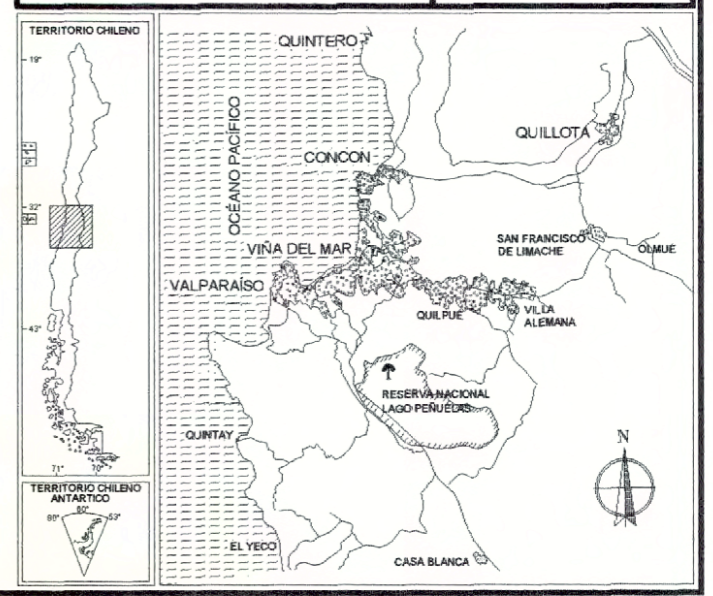 TERRITORIO CHILENO
19°
32°
43°
71°
70°
TERRITORIO CHILENO
ANTARTICO
90°
53°
QUINTERO
OCÉANO PACÍFICO
QUILLOTA
CONCON
VIÑA DEL MAR
SAN FRANCISCO
DE LIMACHE
OLMUE
VALPARAÍSO
QUILPUE
VILLA
ALEMANA
RESERVA NACIONAL
LAGO PEÑUELAS
QUINTAY
N
EL YECO
CASA BLANCA